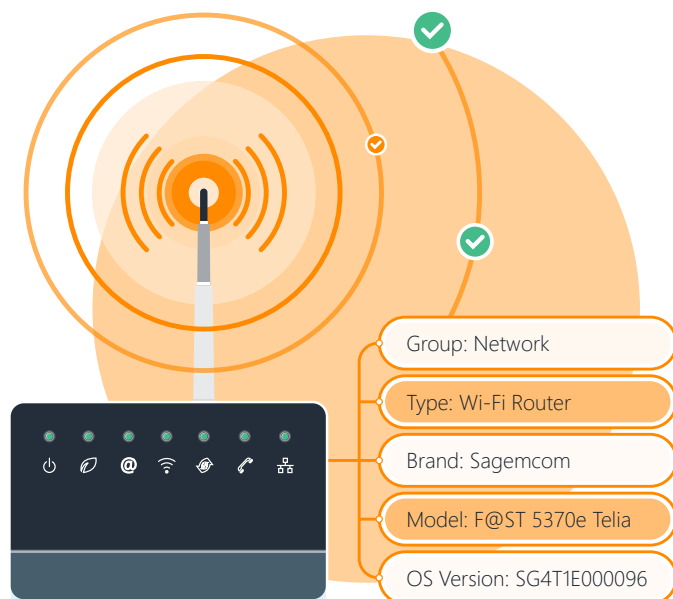 Group: Network
Type: Wi-Fi Router
@
Brand: Sagemcom
Model: F@ST 5370e Telia
OS Version: SG4T1E000096